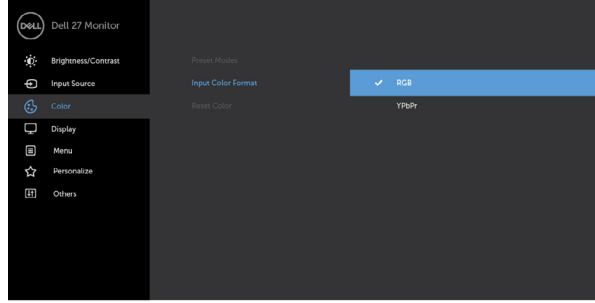 DELL Dell 27 Monitor
Brightness/Contrast
Input Source
Color
Display
Menu
Personalize
Others
Preset Modes
Input Color Format
Reset Color
RGB
YPbPr